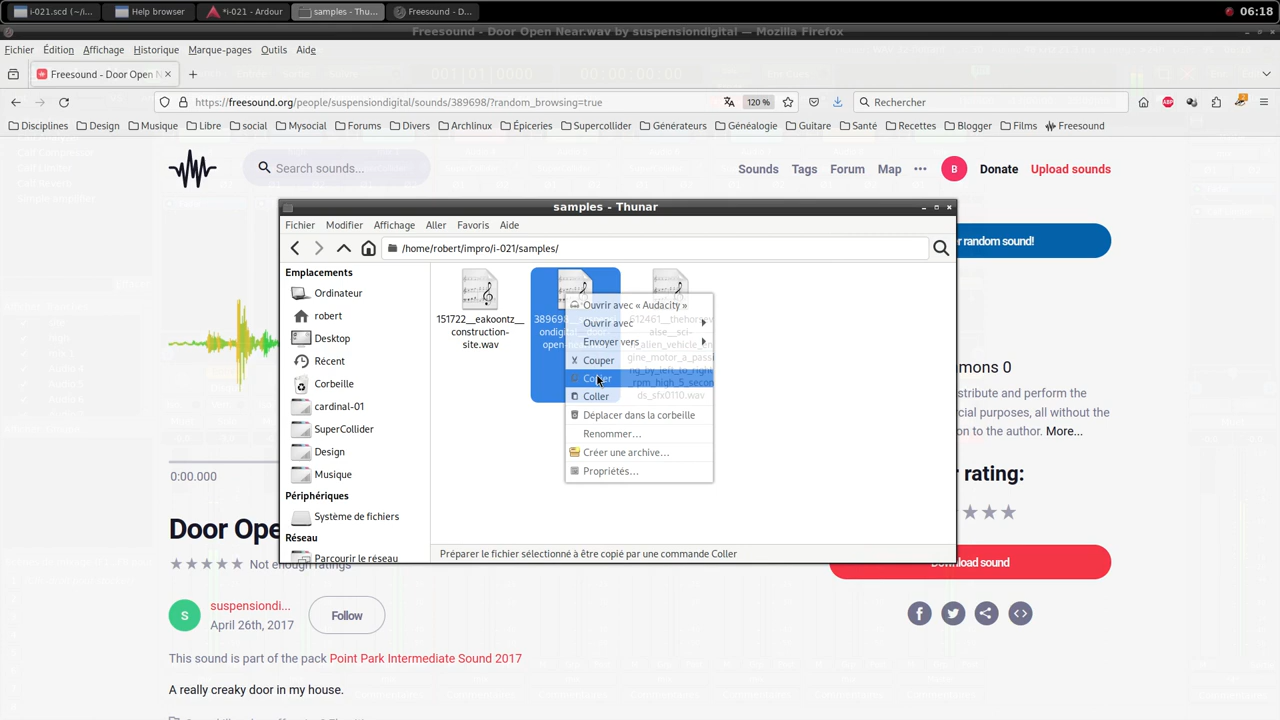 i-021.scd (~/i...
Help browser
*i-021 - Ardour
samples - Thu...
Freesound - D...
06:18
Freesound - Door Open Near.wav by suspensiondigital — Mozilla Firefox
Fichier Édition Affichage Historique Marque-pages Outils Aide
Freesound - Door Open N
https://freesound.org/people/suspensiondigital/sounds/389698/?random_browsing=true
120 %
Rechercher
Disciplines Design Musique Libre social Mysocial Forums Divers Archlinux Épiceries Supercollider Générateurs Généalogie Guitare Santé Recettes Blogger Films Freesound
Search sounds...
Sounds Tags Forum Map
B
Donate
Upload sounds
samples - Thunar
Fichier Modifier Affichage Aller Favoris Aide
/home/robert/impro/i-021/samples/
r random sound!
Emplacements
Ordinateur
robert
Desktop
Récent
Corbeille
cardinal-01
SuperCollider
Design
Musique
Périphériques
Système de fichiers
Réseau
Parcourir le réseau
151722__eakoontz__
construction-
site.wav
Ouvrir avec « Audacity »
Ouvrir avec
Envoyer vers
Couper
Coller
Déplacer dans la corbeille
Renommer...
Créer une archive...
Propriétés...
Préparer le fichier sélectionné à être copié par une commande Coller
0:00.000
mons 0
tribute and perform
cial purposes, all without the
on to the author. More...
r rating:
Door Ope
Not enough ratings
Download sound
S
suspensiondi...
April 26th, 2017
Follow
This sound is part of the pack Point Park Intermediate Sound 2017
A really creaky door in my house.